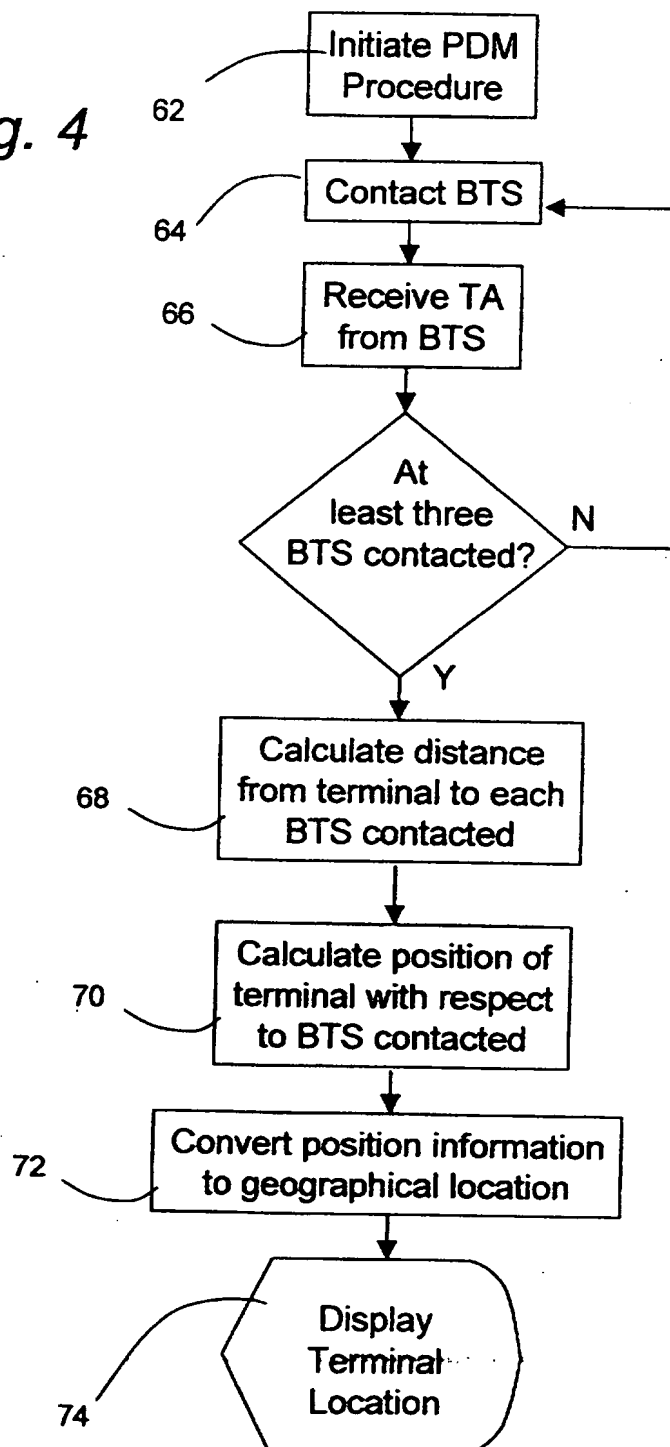 g. 4
62
Initiate PDM
Procedure
64
Contact BTS
66
Receive TA
from BTS
At
least three
BTS contacted?
N
Y
68
Calculate distance
from terminal to each
BTS contacted
70
Calculate position of
terminal with respect
to BTS contacted
72
Convert position information
to geographical location
74
Display
Terminal
Location